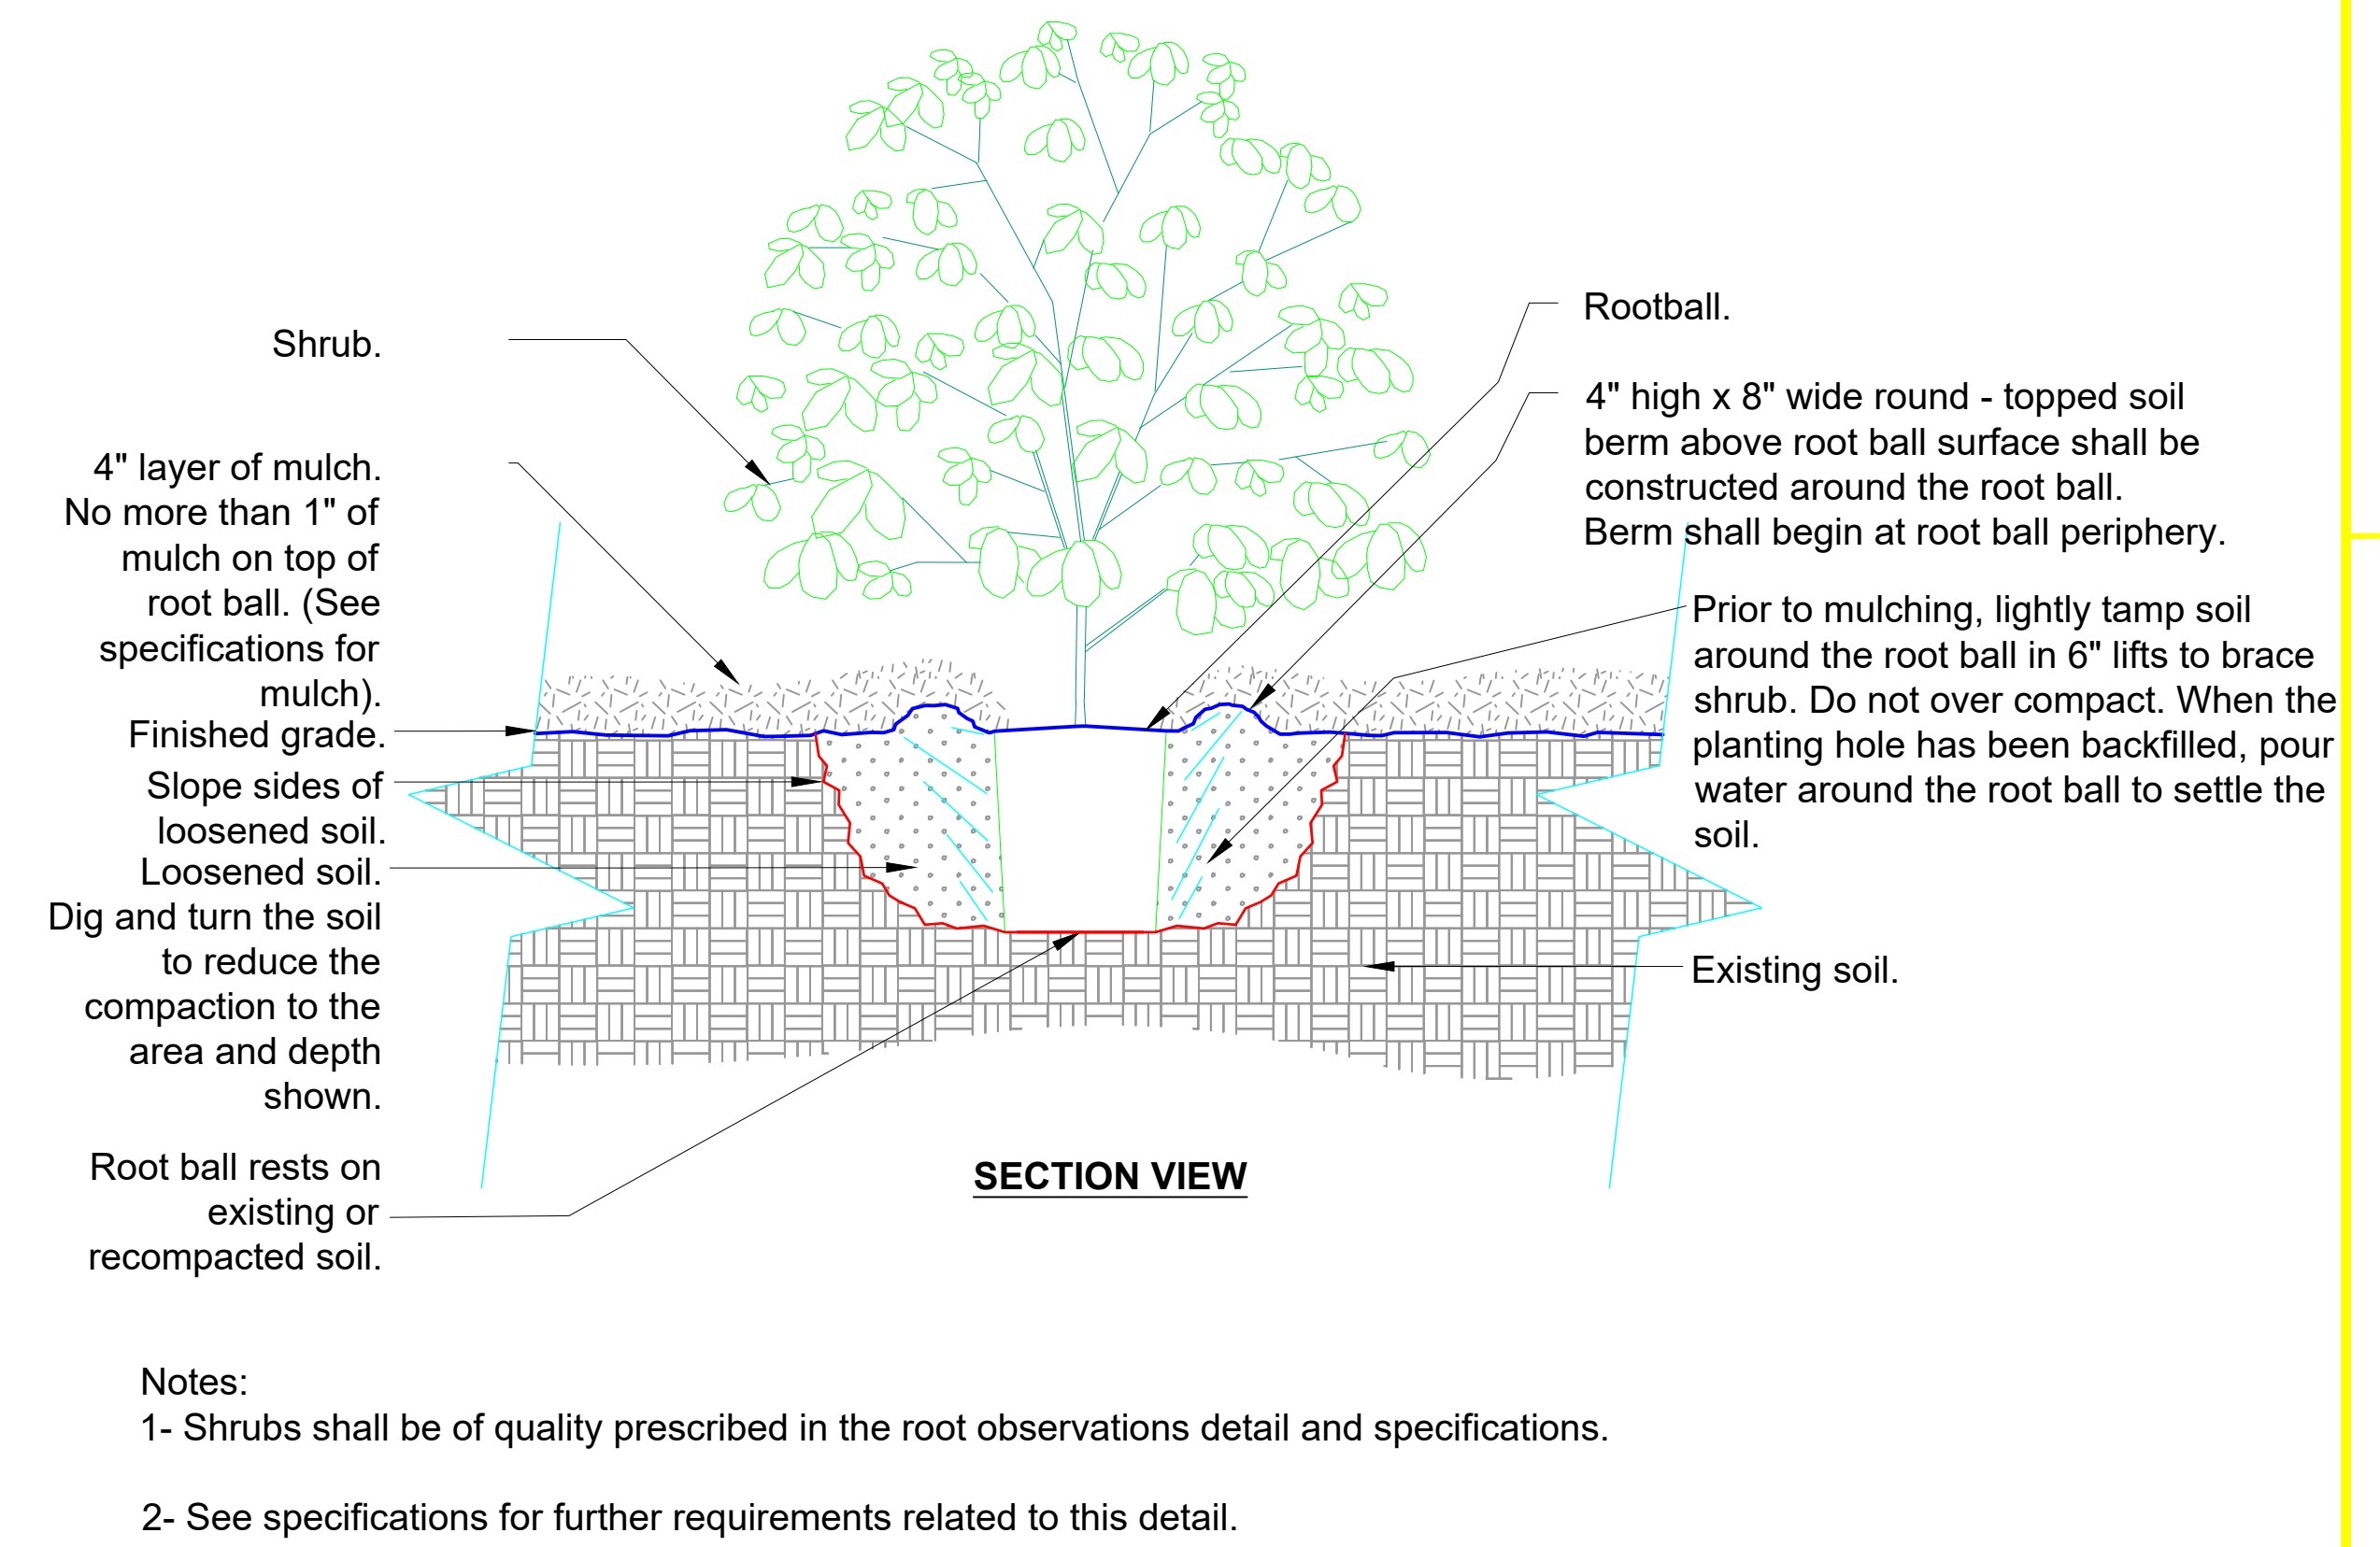 Shrub.
4" layer of mulch.
No more than 1" of
mulch on top of
root ball. (See
specifications for
mulch).
Finished grade.
Slope sides of
loosened soil.
Loosened soil.
Dig and turn the soil
to reduce the
compaction to the
area and depth
shown.
Root ball rests on
existing or
recompacted soil.
Rootball.
4" high x 8" wide round - topped soil
berm above root ball surface shall be
constructed around the root ball.
Berm shall begin at root ball periphery.
Prior to mulching, lightly tamp soil
around the root ball in 6" lifts to brace
shrub. Do not over compact. When the
planting hole has been backfilled, pour
water around the root ball to settle the
soil.
Existing soil.
SECTION VIEW
Notes:
1- Shrubs shall be of quality prescribed in the root observations detail and specifications.
2- See specifications for further requirements related to this detail.